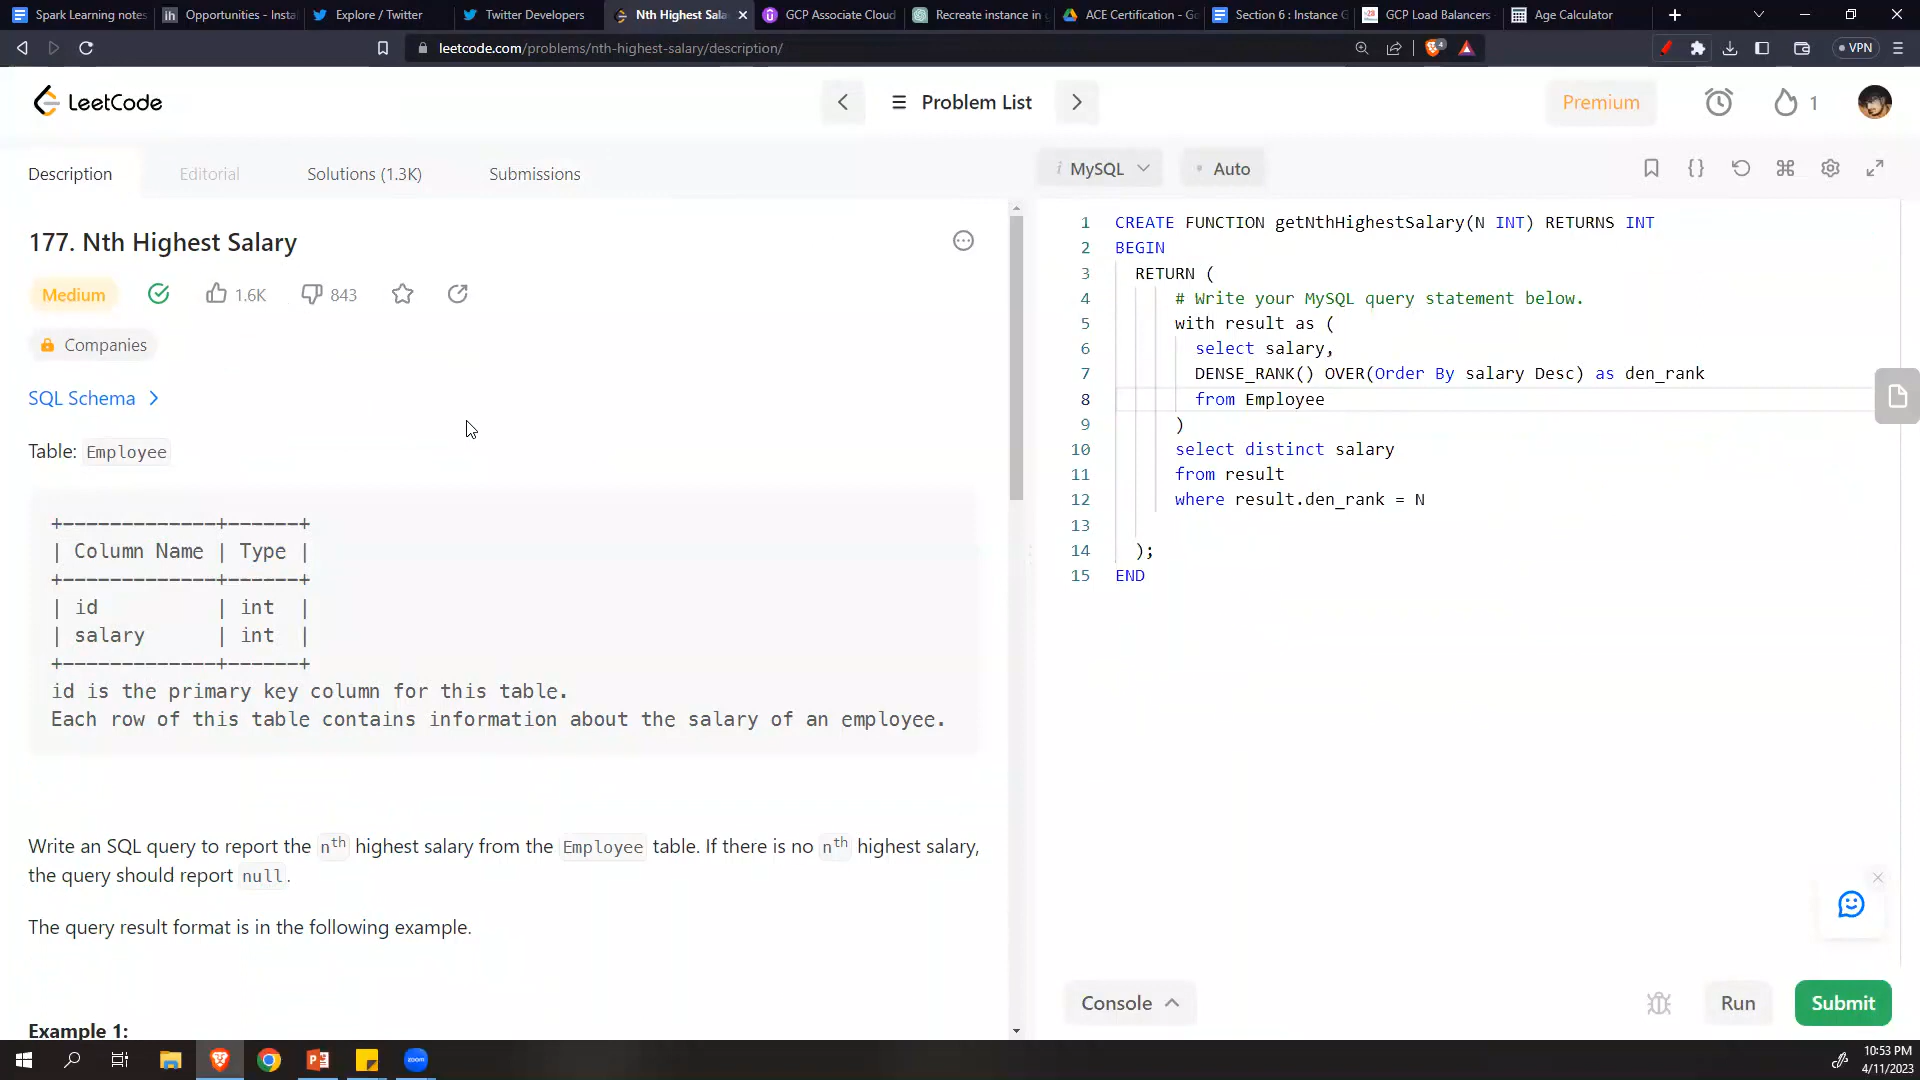 Spark Learning notes
Opportunities - Insta
Explore / Twitter
Twitter Developers
Nth Highest Sala
GCP Associate Cloud
Recreate instance in g
ACE Certification - Go
Section 6 : Instance G
GCP Load Balancers
Age Calculator
leetcode.com/problems/nth-highest-salary/description/
4
VPN
LeetCode
Problem List
Premium
1
Description
Editorial
Solutions (1.3K)
Submissions
177. Nth Highest Salary
Medium
1.6K
843
Companies
SQL Schema
Table: Employee
+-------------+------+
| Column Name | Type |
+-------------+------+
| id          | int  |
| salary      | int  |
+-------------+------+
id is the primary key column for this table.
Each row of this table contains information about the salary of an employee.
Write an SQL query to report the nth highest salary from the Employee table. If there is no nth highest salary,
the query should report null.
The query result format is in the following example.
Example 1:
i MySQL
Auto
1 CREATE FUNCTION getNthHighestSalary(N INT) RETURNS INT
2 BEGIN
3 RETURN (
4 # Write your MySQL query statement below.
5 with result as (
6 select salary,
7 DENSE_RANK() OVER(Order By salary Desc) as den_rank
8 from Employee
9 )
10 select distinct salary
11 from result
12 where result.den_rank = N
13
14 );
15 END
Console
Run
Submit
zoom
10:53 PM
4/11/2023